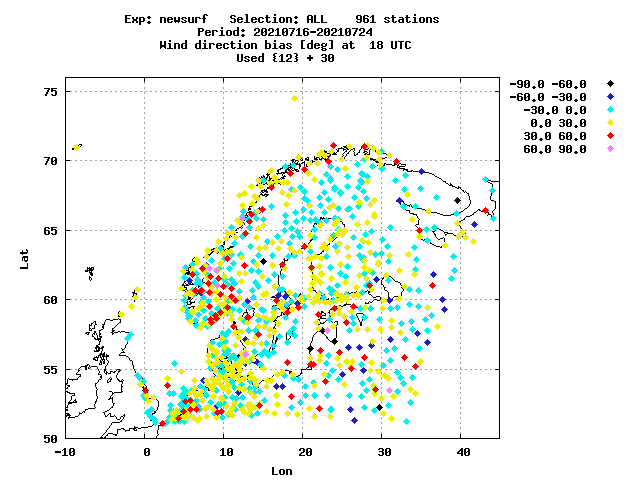 Exp: newsurf   Selection: ALL    961 stations
Period: 20210716-20210724
Wind direction bias [deg] at  18 UTC
Used {12} + 30
-90.0 -60.0
-60.0 -30.0
-30.0 0.0
0.0 30.0
30.0 60.0
60.0 90.0
75
70
65
60
55
50
Lat
-10 0 10 20 30 40
Lon